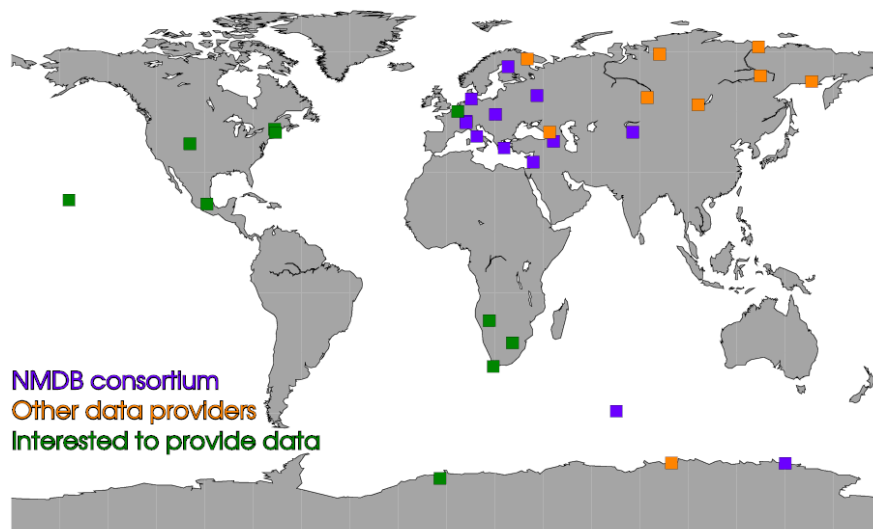 NMDB consortium
Other data providers
Interested to provide data